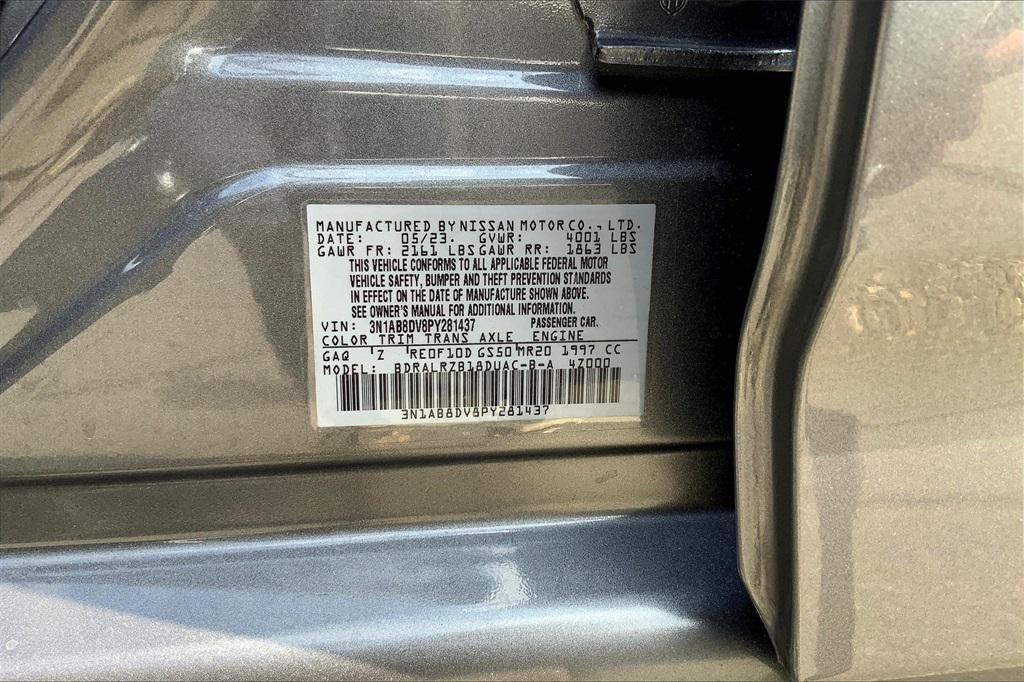 MANUFACTURED BY NISSAN MOTOR CO., LTD.
DATE: 05/23. GVWR: 4001 LBS
GAWR FR: 2161 LBS GAWR RR: 1863 LBS
THIS VEHICLE CONFORMS TO ALL APPLICABLE FEDERAL MOTOR
VEHICLE SAFETY, BUMPER AND THEFT PREVENTION STANDARDS
IN EFFECT ON THE DATE OF MANUFACTURE SHOWN ABOVE.
SEE OWNER'S MANUAL FOR ADDITIONAL INFORMATION.
VIN: 3N1AB8DV8PY281437 PASSENGER CAR.
COLOR TRIM TRANS AXLE ENGINE
GAQ Z RE0F10D GS50 MR20 1997 CC
MODEL: BDRALRZB18DUAC-B-A 4Z000
3N1AB8DV8PY281437